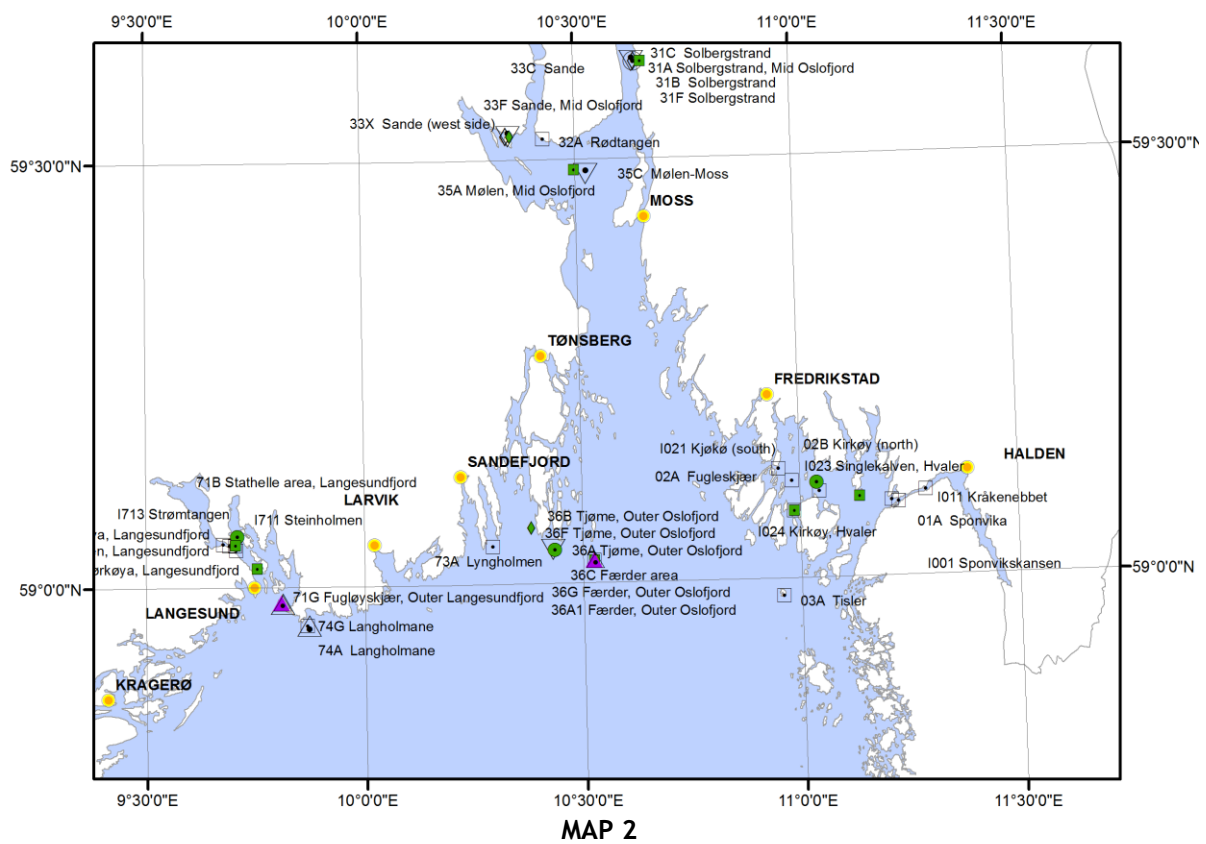 9°30'0"E 10°0'0"E 10°30'0"E 11°0'0"E 11°30'0"E
31C Solbergstrand
33C Sande
31A Solbergstrand, Mid Oslofjord
31B Solbergstrand
31F Solbergstrand
33F Sande, Mid Oslofjord
33X Sande (west side)
32A Rødtangen
59°30'0"N
59°30'0"N
35C Mølen-Moss
35A Mølen, Mid Oslofjord
MOSS
TØNSBERG
FREDRIKSTAD
I021 Kjøkø (south)
02B Kirkøy (north)
HALDEN
SANDEFJORD
I023 Singlekalven, Hvaler
02A Fugleskjær
71B Stathelle area, Langesundfjord
LARVIK
I011 Kråkenebbet
I713 Strømtangen
I711 Steinholmen
36B Tjøme, Outer Oslofjord
01A Sponvika
ya, Langesundfjord
36F Tjøme, Outer Oslofjord
I024 Kirkøy, Hvaler
en, Langesundfjord
36A Tjøme, Outer Oslofjord
73A Lyngholmen
I001 Sponvikskansen
ørkøya, Langesundfjord
36C Færder area
59°0'0"N
59°0'0"N
71G Fugløyskjær, Outer Langesundfjord
36G Færder, Outer Oslofjord
03A Tisler
LANGESUND
36A1 Færder, Outer Oslofjord
74G Langholmane
74A Langholmane
KRAGERØ
9°30'0"E 10°0'0"E 10°30'0"E 11°0'0"E 11°30'0"E
MAP 2